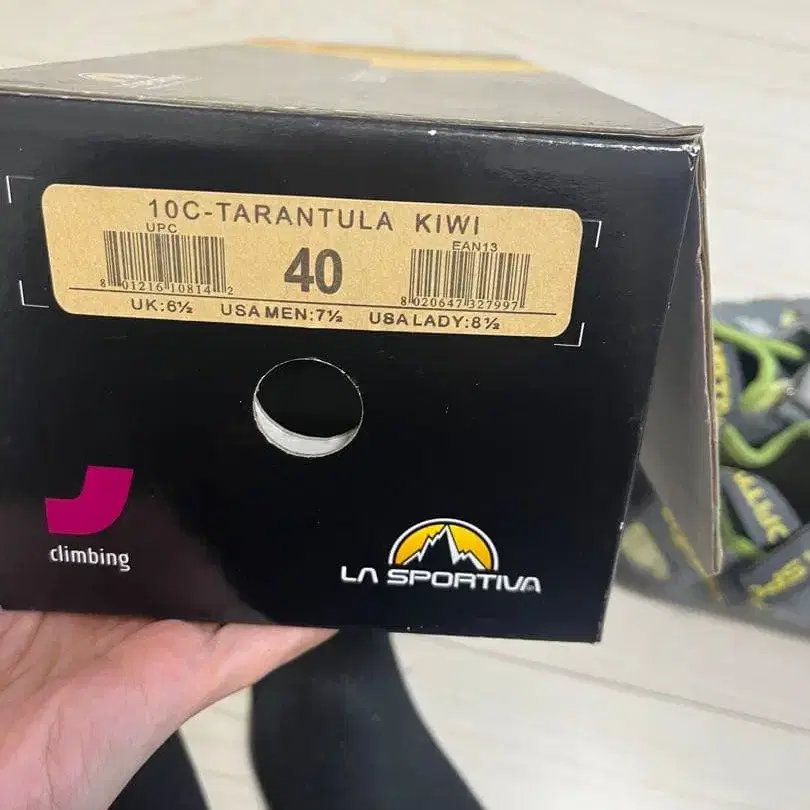 10C-TARANTULA KIWI
UPC
EAN13
40
8 01216 10814 2
8 020647 327997
UK:6½ USA MEN:7½ USA LADY:8½
climbing
LA SPORTIVA